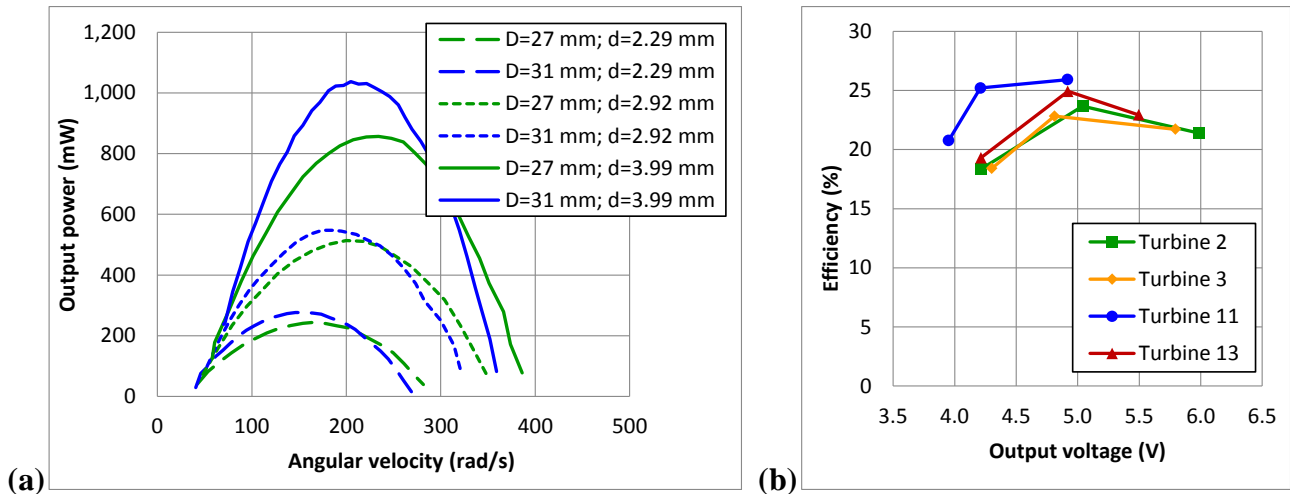 1,200
1,000
800
600
400
200
0
Output power (mW)
0 100 200 300 400 500
Angular velocity (rad/s)
D=27 mm; d=2.29 mm
D=31 mm; d=2.29 mm
D=27 mm; d=2.92 mm
D=31 mm; d=2.92 mm
D=27 mm; d=3.99 mm
D=31 mm; d=3.99 mm
(a)
30
25
20
15
10
5
0
Efficiency (%)
3.5 4.0 4.5 5.0 5.5 6.0 6.5
Output voltage (V)
Turbine 2
Turbine 3
Turbine 11
Turbine 13
(b)